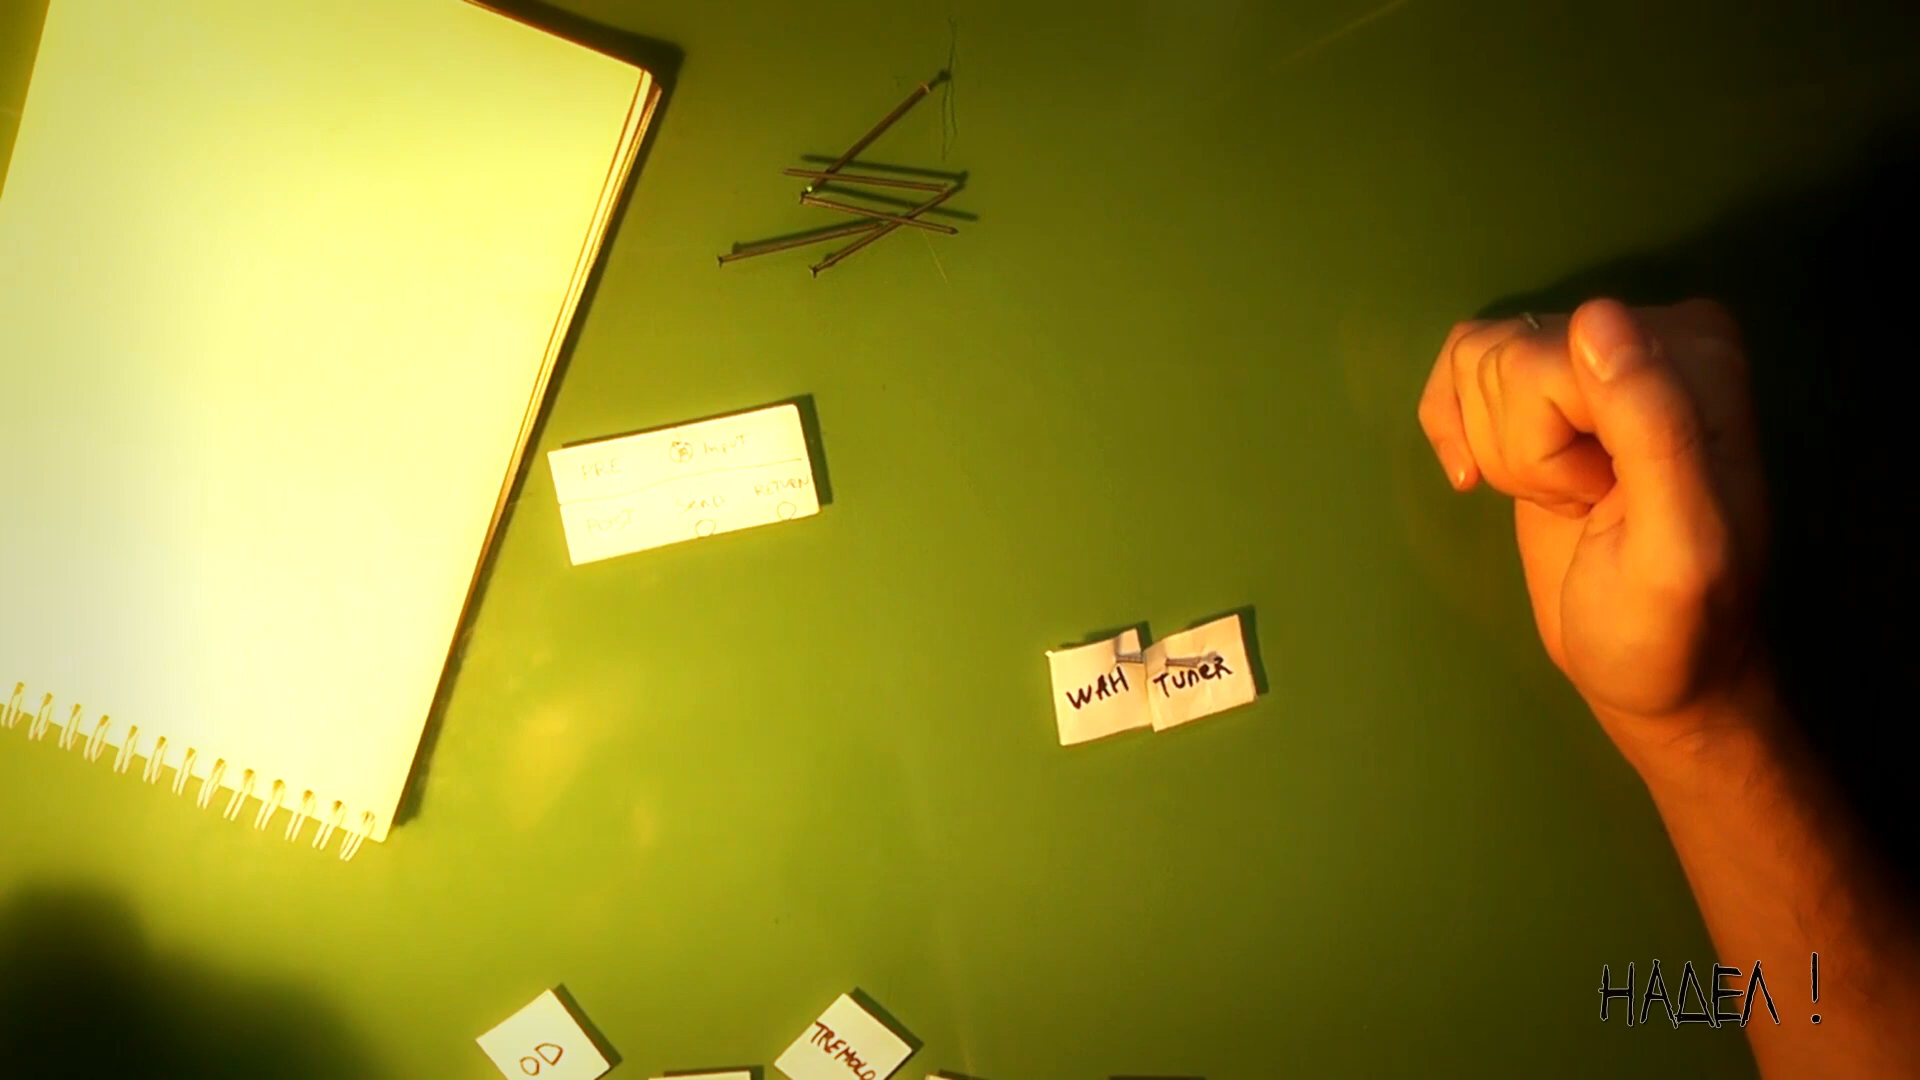 PRE input
SEND RETURN
POST
WAH TUNER
OD
TREMOLO
НАДЕЛ !